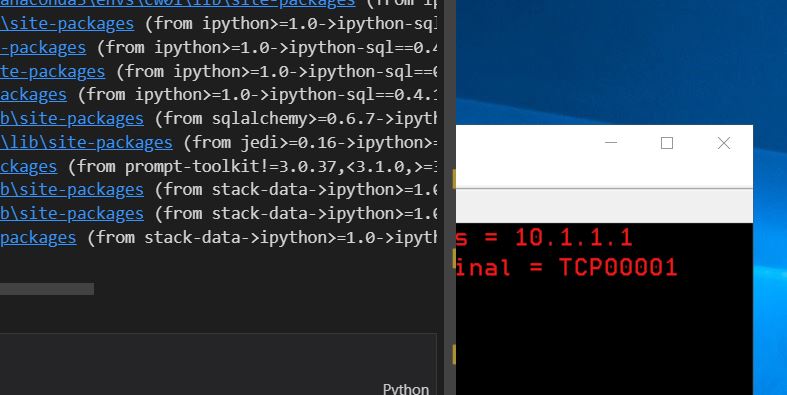 anaconda3\envs\cw01\lib\site-packages (from ip
\site-packages (from ipython>=1.0->ipython-sql
-packages (from ipython>=1.0->ipython-sql==0.4
te-packages (from ipython>=1.0->ipython-sql==0
ackages (from ipython>=1.0->ipython-sql==0.4.1
b\site-packages (from sqlalchemy>=0.6.7->ipyth
\lib\site-packages (from jedi>=0.16->ipython>=
ckages (from prompt-toolkit!=3.0.37,<3.1.0,>=3
b\site-packages (from stack-data->ipython>=1.0
b\site-packages (from stack-data->ipython>=1.0
packages (from stack-data->ipython>=1.0->ipyth
Python
s = 10.1.1.1
inal = TCP00001